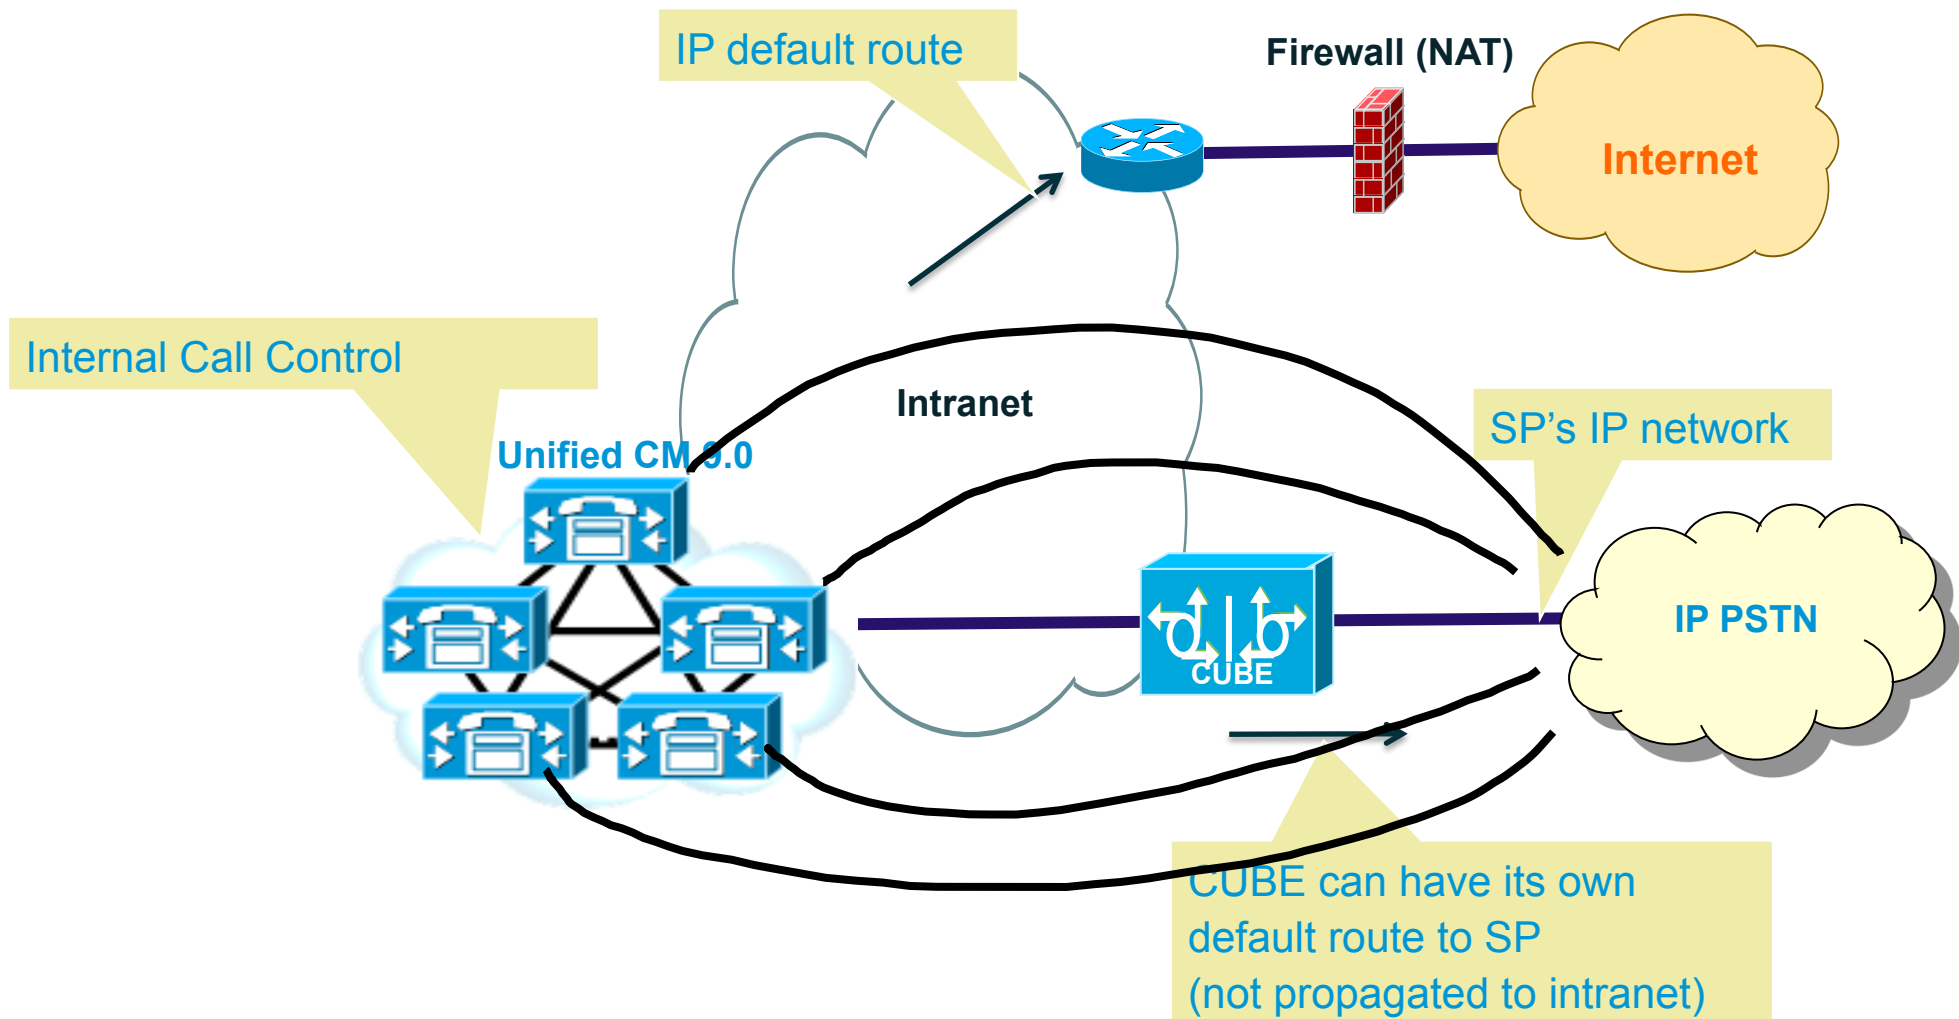 IP default route
Firewall (NAT)
Internet
Internal Call Control
Intranet
SP’s IP network
Unified CM 9.0
IP PSTN
CUBE
CUBE can have its own
default route to SP
(not propagated to intranet)